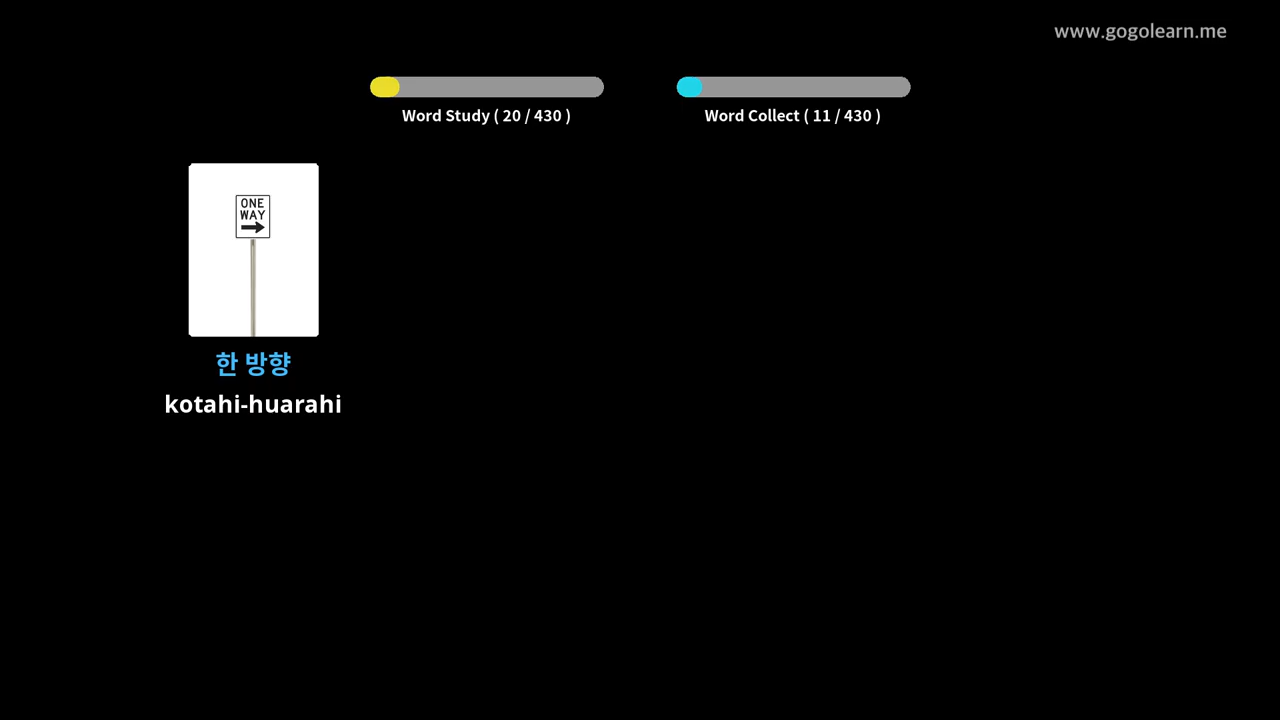 www.gogolearn.me
Word Study ( 20 / 430 )
Word Collect ( 11 / 430 )
ONE
WAY
한 방향
kotahi-huarahi